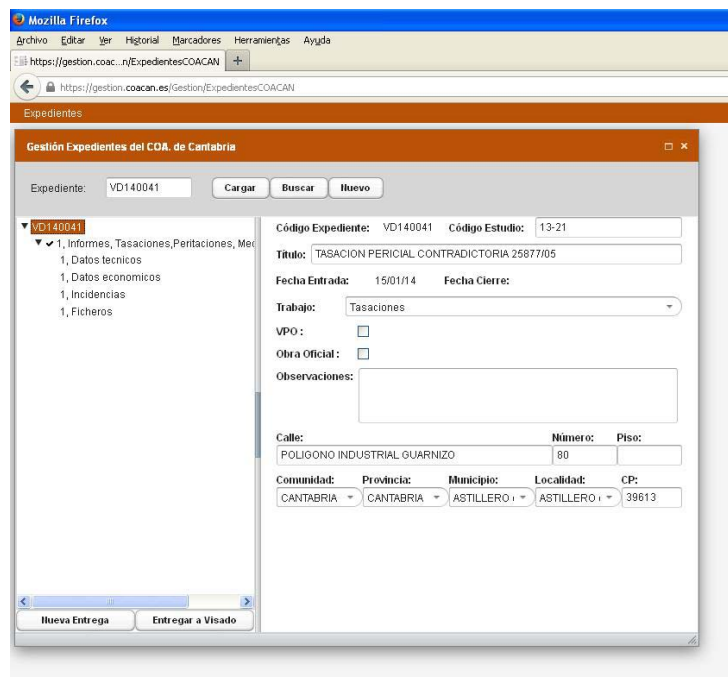 Mozilla Firefox
Archivo Editar Ver Historial Marcadores Herramientas Ayuda
https://gestion.coac...n/ExpedientesCOACAN +
https://gestion.coacan.es/Gestion/ExpedientesCOACAN
Expedientes
Gestión Expedientes del COA. de Cantabria
Expediente: VD140041 Cargar Buscar Nuevo
VD140041
1, Informes, Tasaciones,Peritaciones, Mec
1, Datos tecnicos
1, Datos economicos
1, Incidencias
1, Ficheros
Código Expediente: VD140041 Código Estudio: 13-21
Título: TASACION PERICIAL CONTRADICTORIA 25877/05
Fecha Entrada: 15/01/14 Fecha Cierre:
Trabajo: Tasaciones
VPO :
Obra Oficial :
Observaciones:
Calle: Número: Piso:
POLIGONO INDUSTRIAL GUARNIZO 80
Comunidad: Provincia: Municipio: Localidad: CP:
CANTABRIA CANTABRIA ASTILLERO ASTILLERO 39613
Nueva Entrega Entregar a Visado